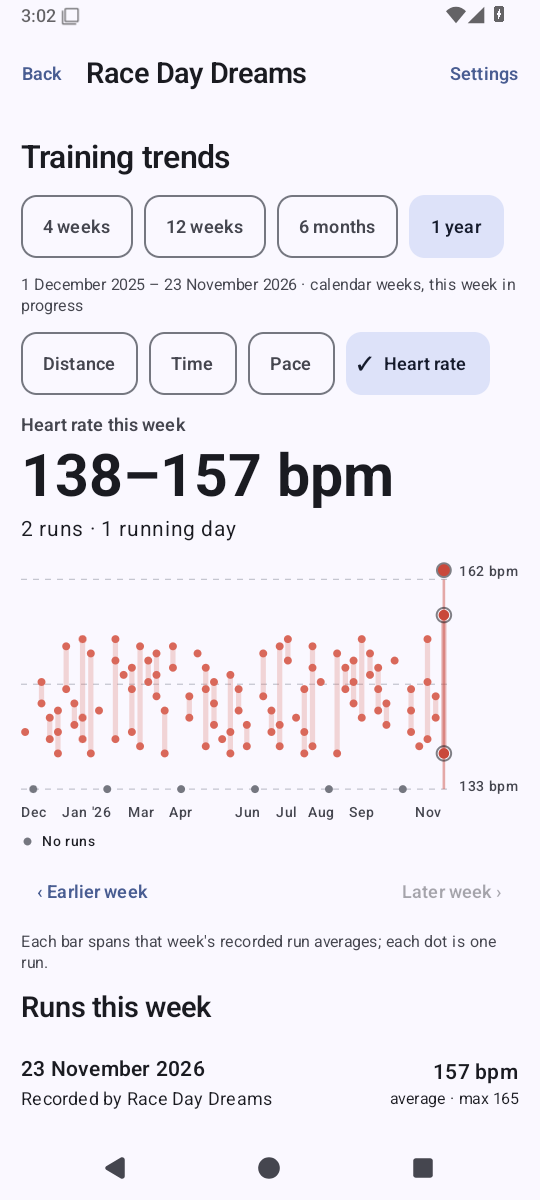 3:02
Back Race Day Dreams Settings
Training trends
4 weeks 12 weeks 6 months 1 year
1 December 2025 – 23 November 2026 · calendar weeks, this week in
progress
Distance Time Pace ✓ Heart rate
Heart rate this week
138–157 bpm
2 runs · 1 running day
162 bpm
133 bpm
Dec Jan '26 Mar Apr Jun Jul Aug Sep Nov
No runs
‹ Earlier week Later week ›
Each bar spans that week's recorded run averages; each dot is one
run.
Runs this week
23 November 2026 157 bpm
Recorded by Race Day Dreams average · max 165